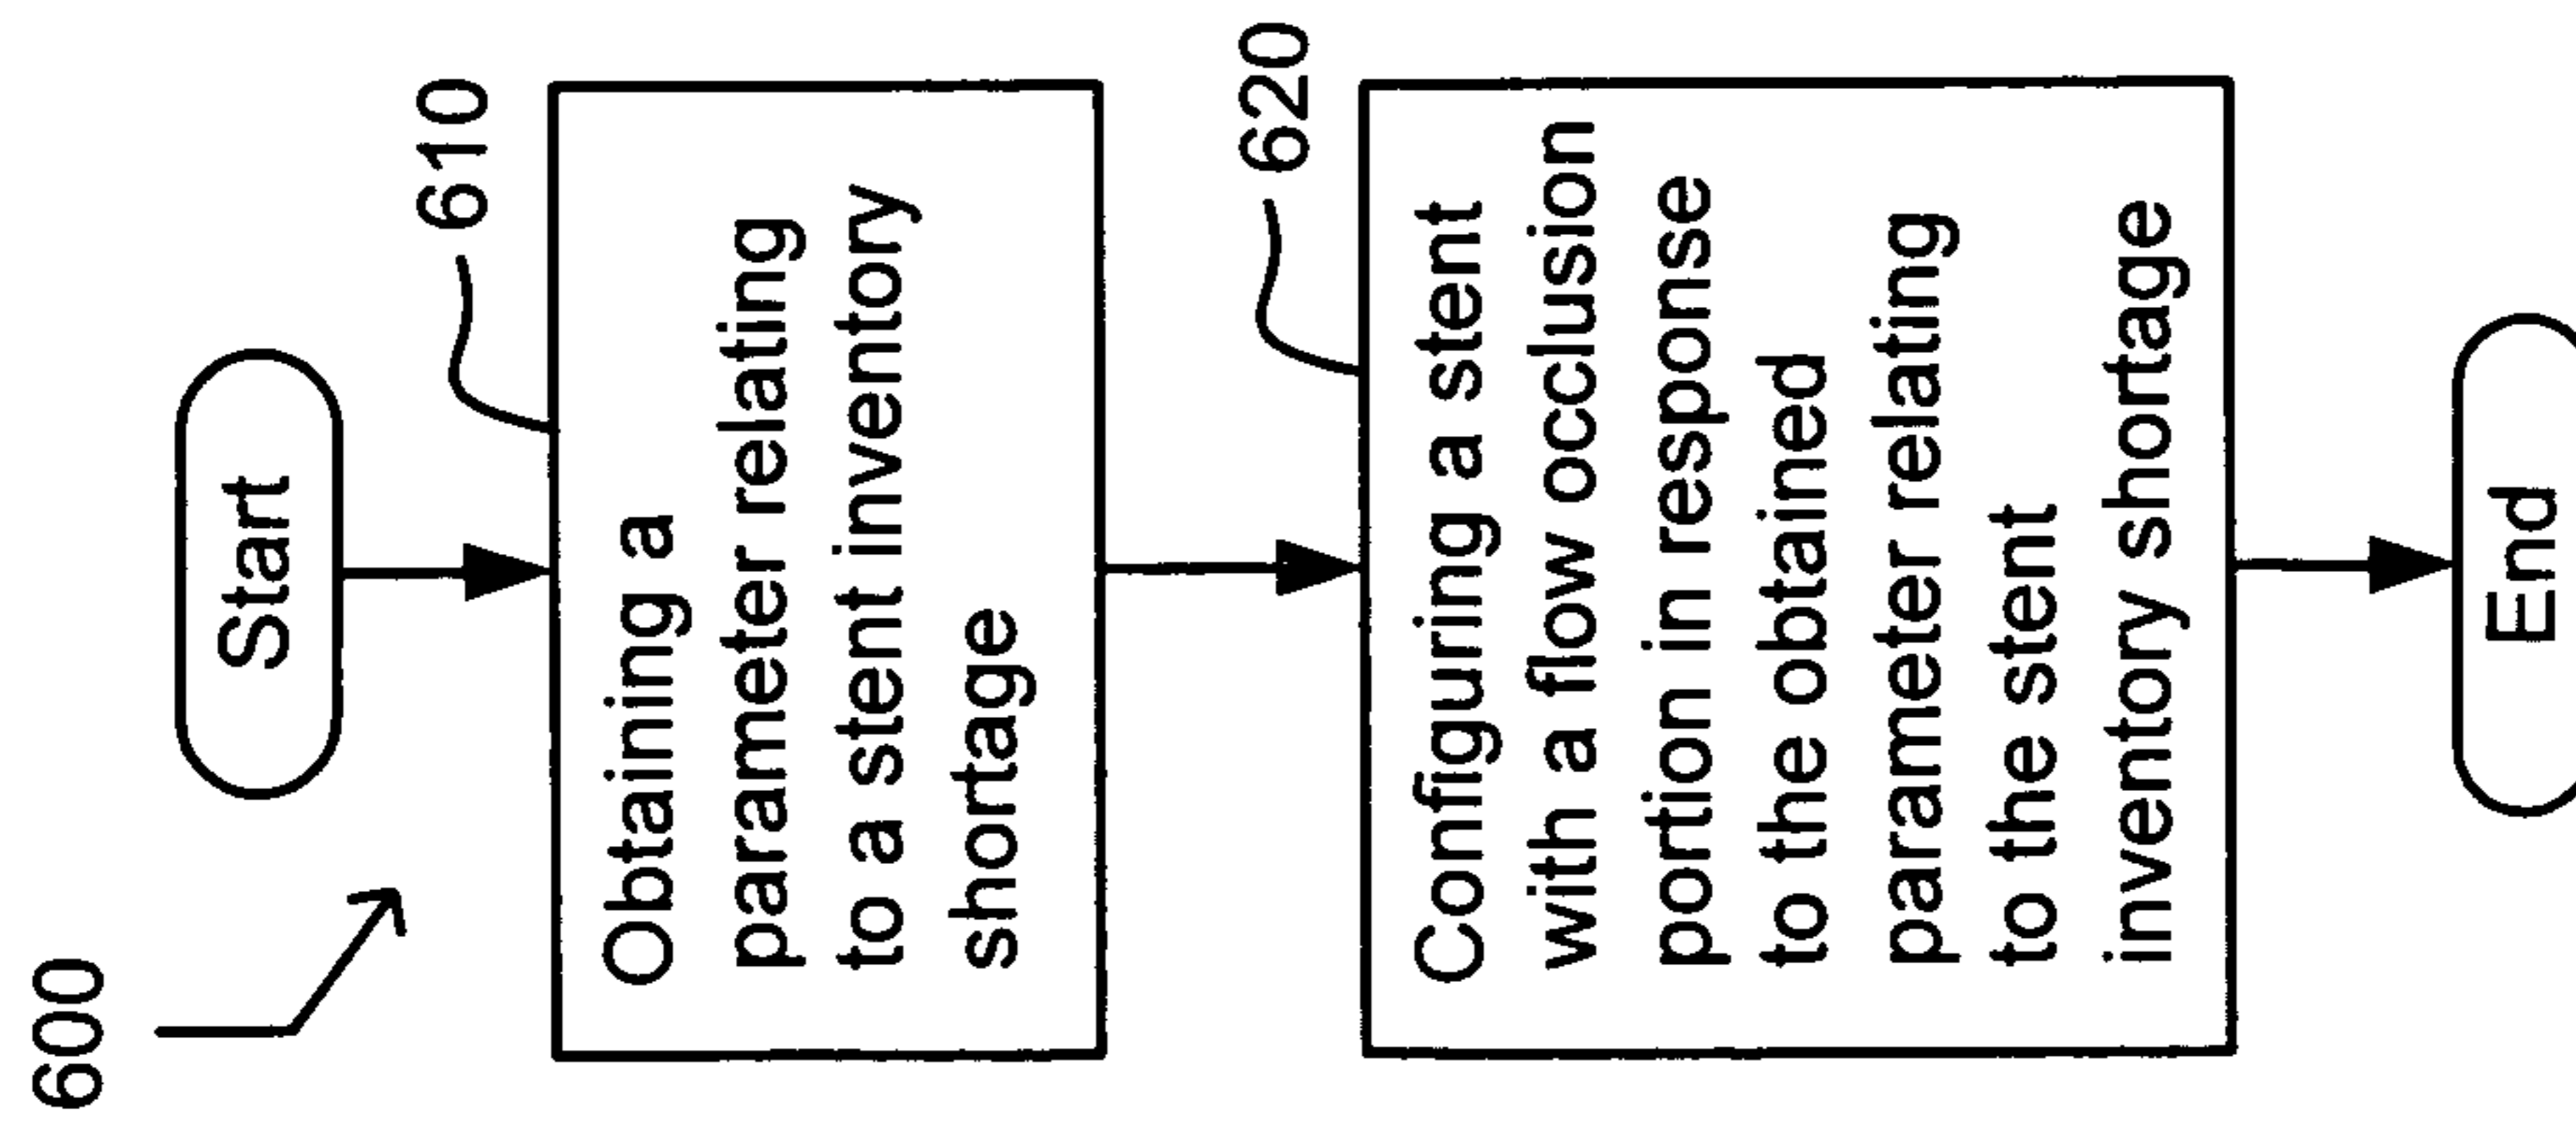 600
Start
610
Obtaining a
parameter relating
to a stent inventory
shortage
620
Configuring a stent
with a flow occlusion
portion in response
to the obtained
parameter relating
to the stent
inventory shortage
End